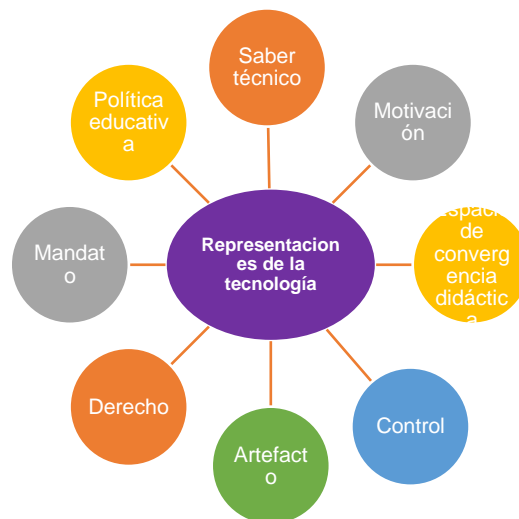 Saber
técnico
Motivaci
ón
Espacio
de
converg
encia
didáctic
a
Control
Artefact
o
Derecho
Mandat
o
Política
educativ
a
Representacion
es de la
tecnología